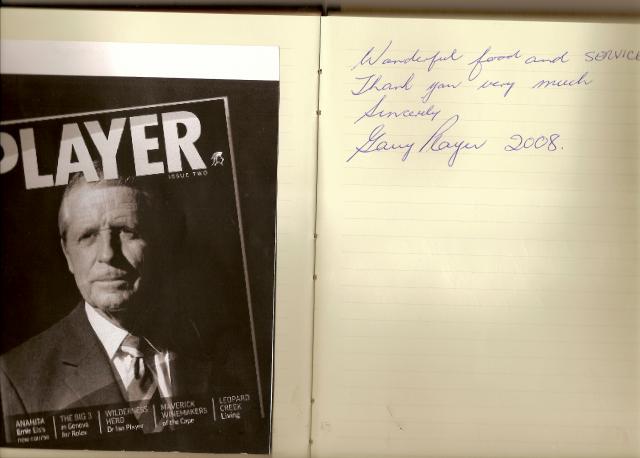 PLAYER
ISSUE TWO
ANAMITA
Ernie Els's
new course
THE BIG 3
in Geneva
for Rolex
WILDERNESS
HERO
Dr Ian Player
MAVERICK
WINEMAKERS
of the Cape
LEOPARD
CREEK
Living
Wonderful food and SERVICE
Thank you very much
Sincerely
Gary Player 2008.